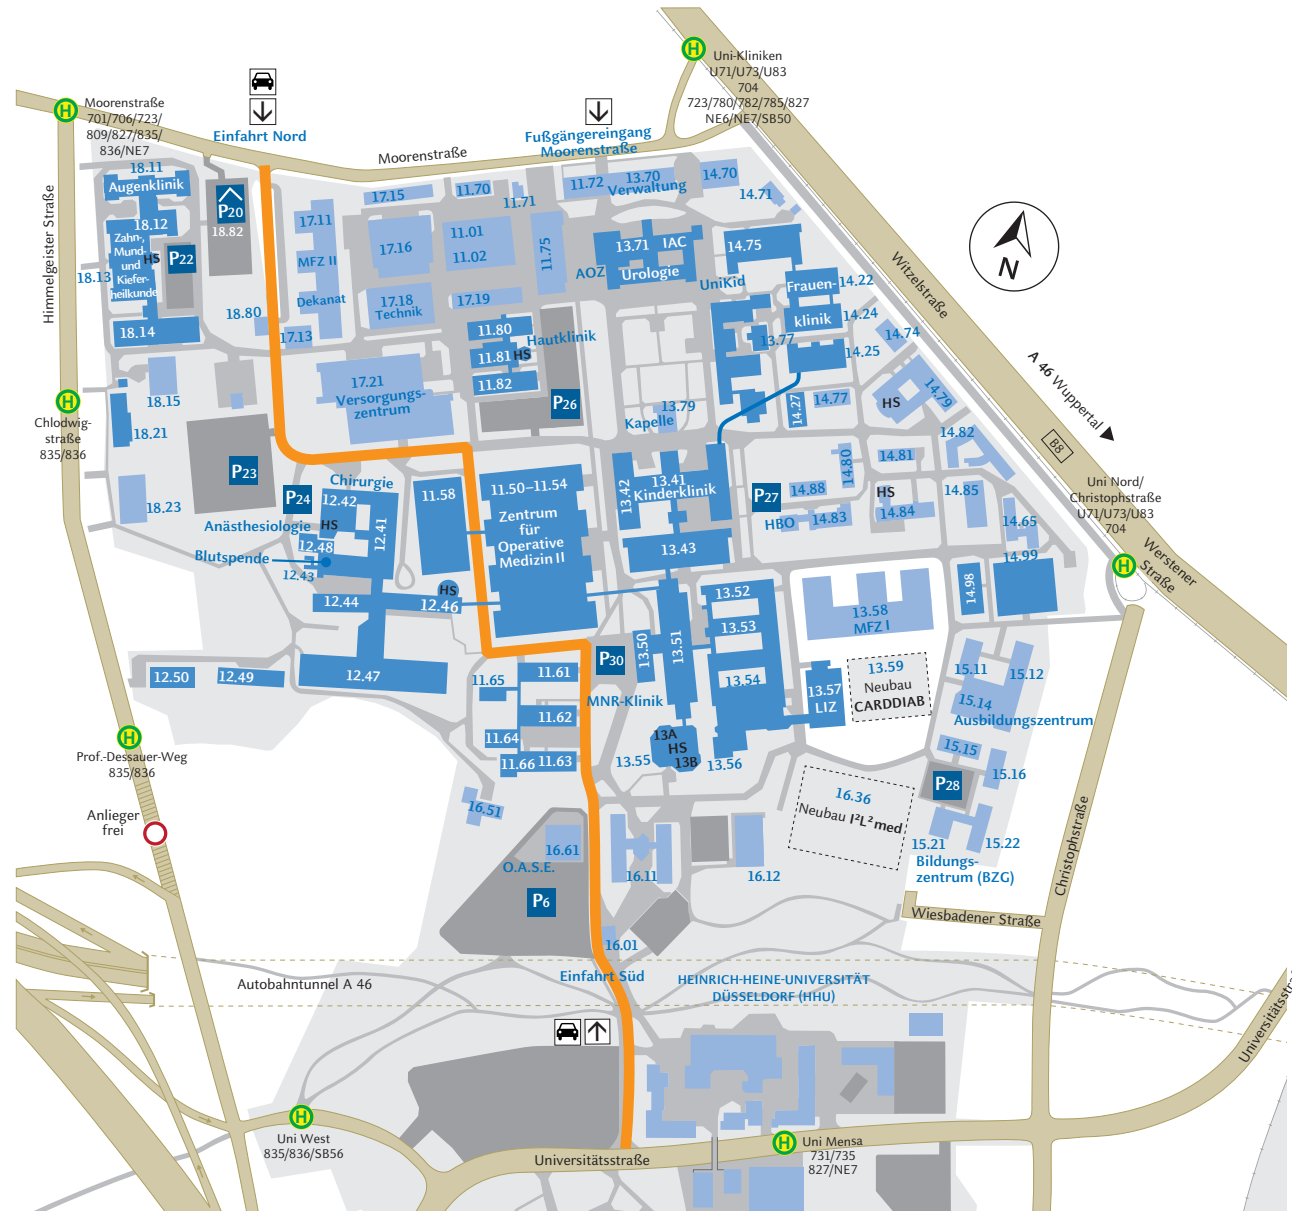 Uni-Kliniken
U71/U73/U83
704
723/780/782/785/827
NE6/NE7/SB50
Moorenstraße
701/706/723/
809/827/835/
836/NE7
Einfahrt Nord
Moorenstraße
Fußgängereingang
Moorenstraße
Himmelgeister Straße
18.11
Augenklinik
18.12
Zahn-,
Mund-
und
Kiefer-
heilkunde
HS
18.13
18.14
P22
P20
18.82
18.80
17.11
MFZ II
Dekanat
17.13
17.15
17.16
17.18
Technik
11.70
11.71
11.01
11.02
17.19
11.75
11.72
13.70
Verwaltung
14.70
14.71
13.71
IAC
AOZ
Urologie
UniKid
14.75
Frauen-
klinik
14.22
14.24
14.25
13.77
14.74
Witzelstraße
A 46 Wuppertal
B8
N
11.80
Hautklinik
11.81
HS
11.82
P26
17.21
Versorgungs-
zentrum
13.79
Kapelle
14.27
14.77
HS
14.79
14.82
18.15
18.21
18.23
Chlodwig-
straße
835/836
P23
P24
Chirurgie
12.42
12.41
Anästhesiologie
HS
12.48
Blutspende
12.43
12.44
12.46
HS
12.47
12.49
12.50
11.58
11.50–11.54
Zentrum
für
Operative
Medizin II
13.42
13.41
Kinderklinik
13.43
P27
14.88
14.80
14.81
HS
HBO
14.83
14.84
14.85
14.65
14.99
14.98
Uni Nord/
Christophstraße
U71/U73/U83
704
Werstener
Straße
13.52
13.53
13.51
13.50
13.54
13.58
MFZ I
13.59
Neubau
CARDDIAB
13.57
LIZ
P30
MNR-Klinik
11.61
11.65
11.62
11.64
11.66
11.63
13A
HS
13B
13.55
13.56
15.11
15.12
15.14
Ausbildungszentrum
15.15
15.16
P28
15.21
15.22
Bildungs-
zentrum (BZG)
16.36
Neubau I²L²med
Prof.-Dessauer-Weg
835/836
Anlieger
frei
16.51
16.61
O.A.S.E.
P6
16.11
16.12
16.01
Einfahrt Süd
Christophstraße
Wiesbadener Straße
Autobahntunnel A 46
HEINRICH-HEINE-UNIVERSITÄT
DÜSSELDORF (HHU)
Uni West
835/836/SB56
Universitätsstraße
Uni Mensa
731/735
827/NE7
H
H
H
H
H
H
H